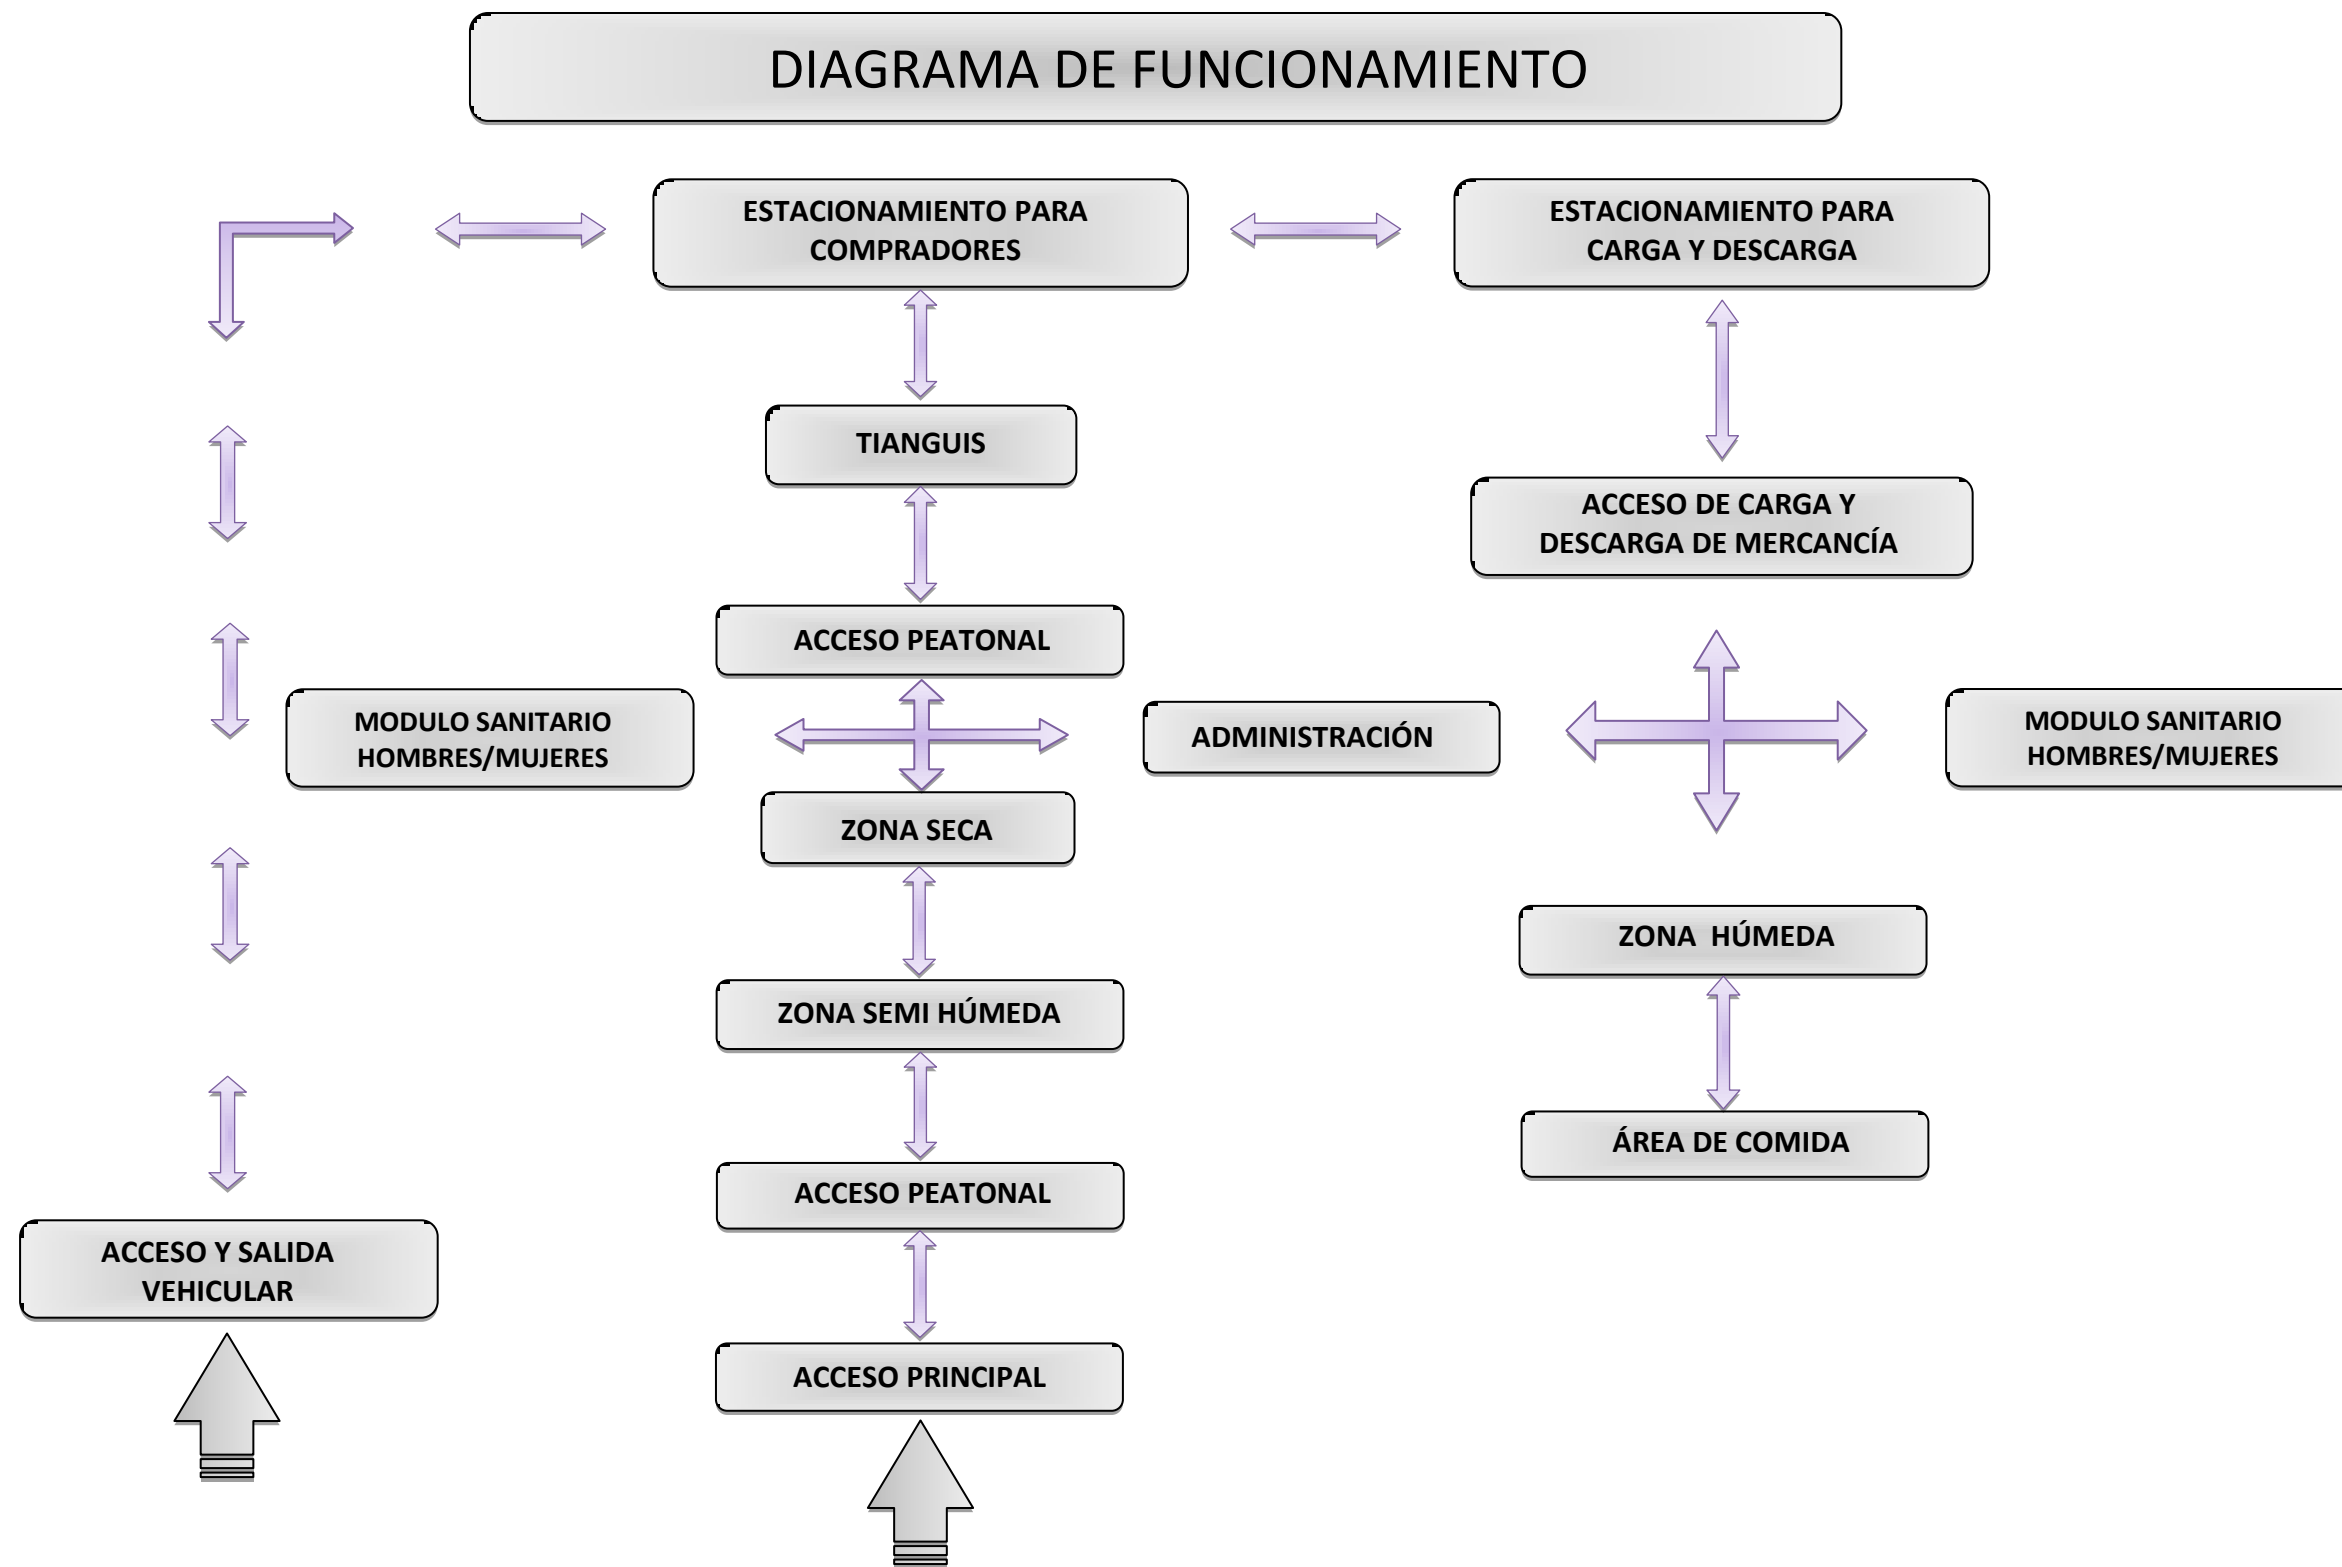 DIAGRAMA DE FUNCIONAMIENTO
ESTACIONAMIENTO PARA
COMPRADORES
ESTACIONAMIENTO PARA
CARGA Y DESCARGA
TIANGUIS
ACCESO DE CARGA Y
DESCARGA DE MERCANCÍA
ACCESO PEATONAL
MODULO SANITARIO
HOMBRES/MUJERES
ADMINISTRACIÓN
MODULO SANITARIO
HOMBRES/MUJERES
ZONA SECA
ZONA HÚMEDA
ZONA SEMI HÚMEDA
ÁREA DE COMIDA
ACCESO PEATONAL
ACCESO Y SALIDA
VEHICULAR
ACCESO PRINCIPAL